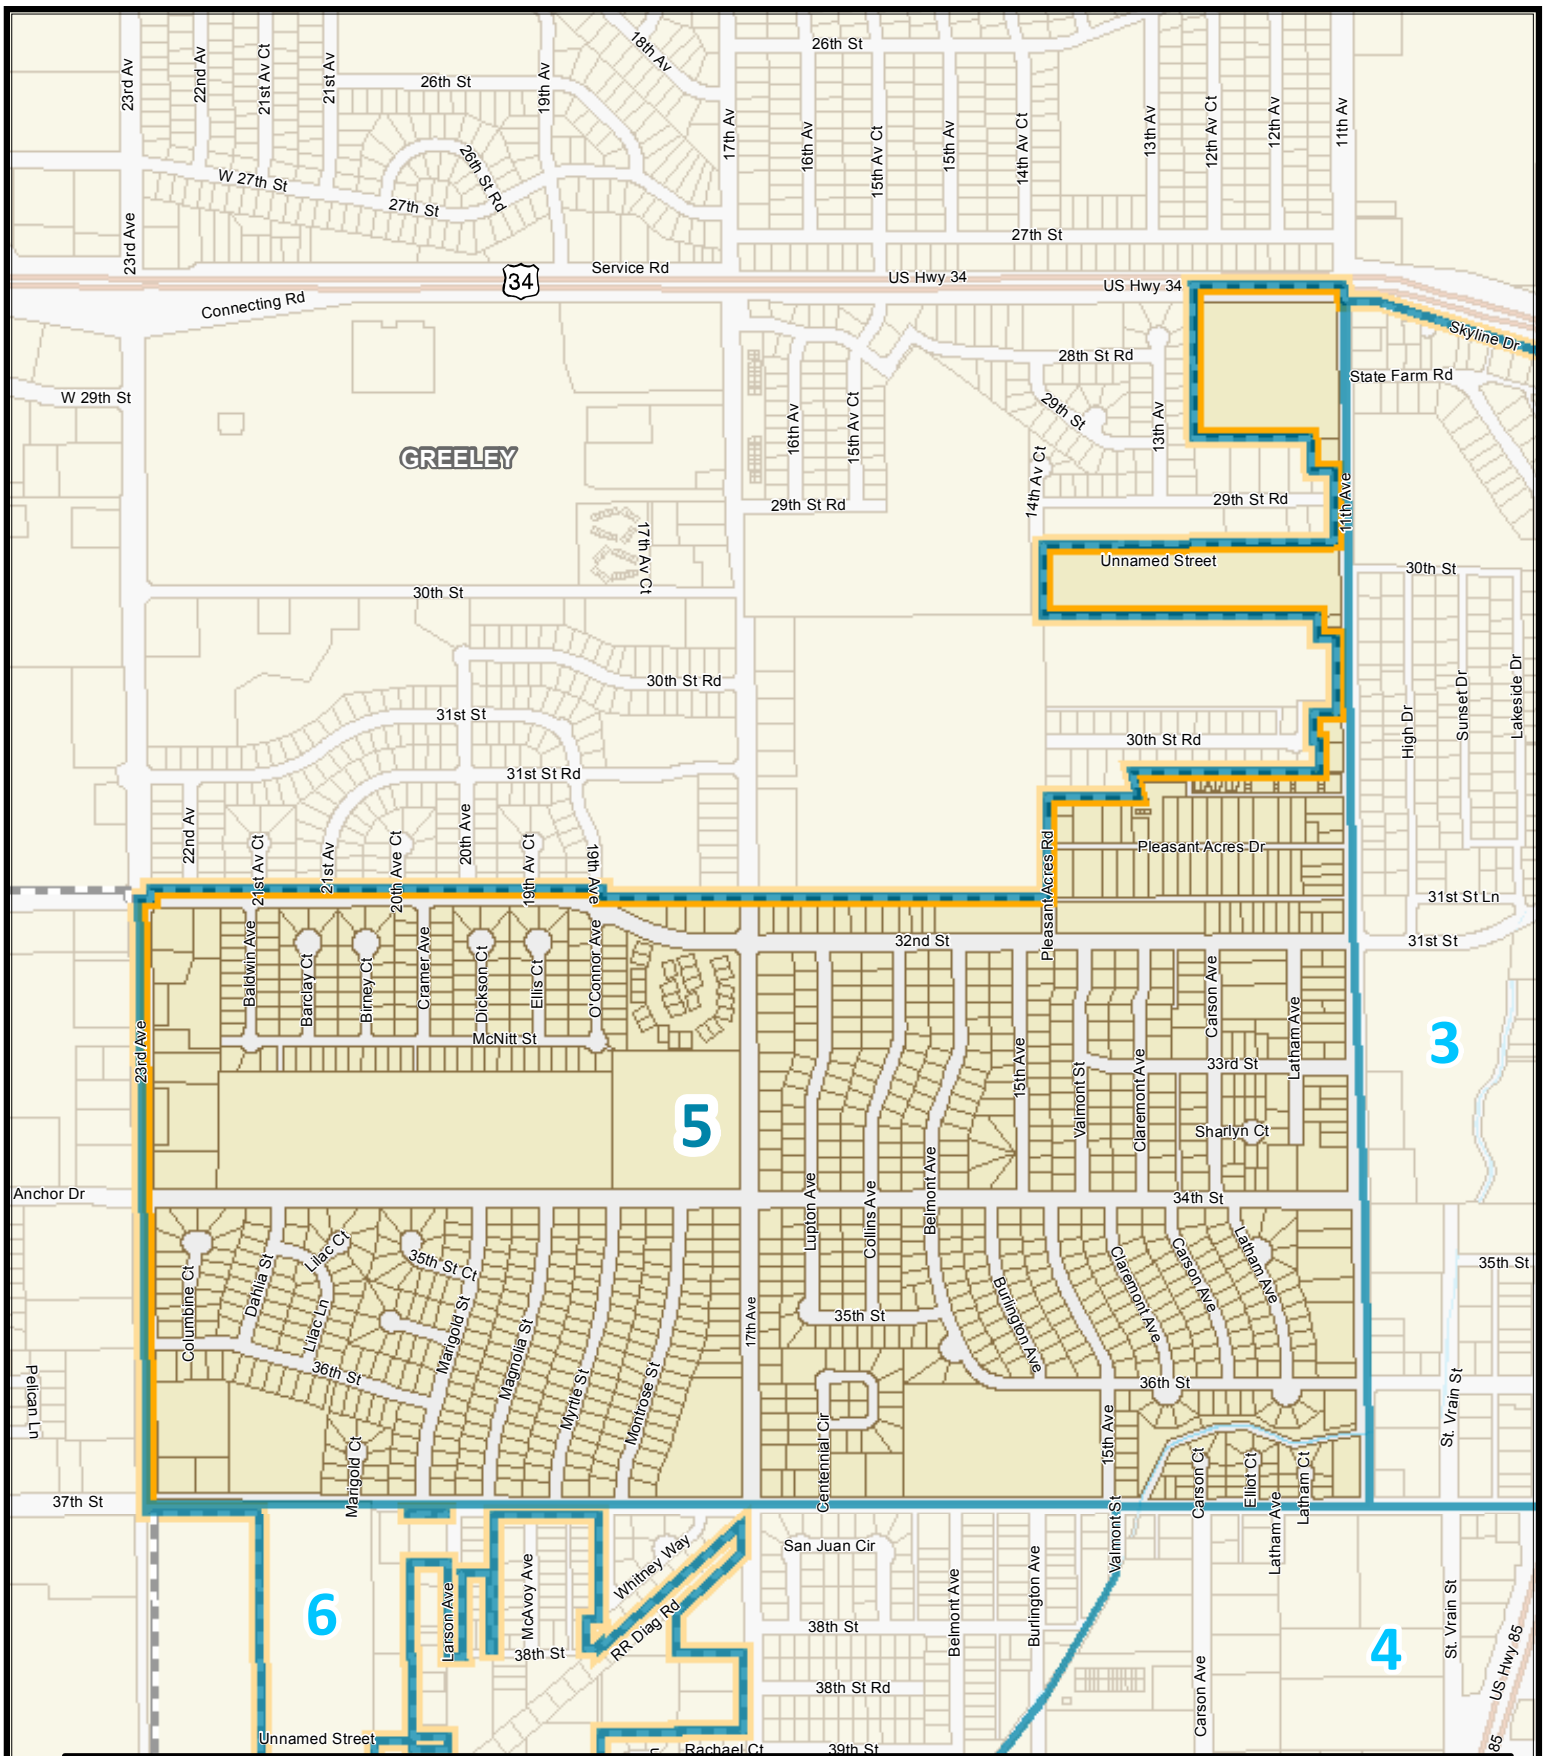 26th St
18th Av
23rd Av
22nd Av
21st Av Ct
21st Av
26th St
19th Av
17th Av
16th Av
15th Av Ct
15th Av
14th Av Ct
13th Av
12th Av Ct
12th Av
11th Av
26th St Rd
W 27th St
27th St
23rd Ave
27th St
Service Rd
34
US Hwy 34
US Hwy 34
Connecting Rd
Skyline Dr
28th St Rd
State Farm Rd
W 29th St
29th St
16th Av
15th Av Ct
13th Av
GREELEY
14th Av Ct
29th St Rd
29th St Rd
11th Ave
17th Av Ct
Unnamed Street
30th St
30th St
30th St Rd
31st St
High Dr
Sunset Dr
Lakeside Dr
30th St Rd
31st St Rd
22nd Av
21st Av Ct
21st Av
20th Ave Ct
20th Ave
19th Av Ct
19th Ave
Pleasant Acres Rd
Pleasant Acres Dr
31st St Ln
32nd St
31st St
Baldwin Ave
Barclay Ct
Birney Ct
Cramer Ave
Dickson Ct
Ellis Ct
O'Connor Ave
Carson Ave
Latham Ave
McNitt St
23rd Ave
3
15th Ave
Valmont St
Claremont Ave
33rd St
5
Sharlyn Ct
Anchor Dr
34th St
Lupton Ave
Collins Ave
Belmont Ave
Columbine Ct
Dahlia St
Lilac Ct
35th St Ct
Lilac Ln
Marigold St
Magnolia St
Myrtle St
Montrose St
17th Ave
35th St
Burlington Ave
Claremont Ave
Carson Ave
Latham Ave
35th St
36th St
36th St
Pelican Ln
St. Vrain St
Marigold Ct
Centennial Cir
15th Ave
Carson Ct
Elliot Ct
Latham Ct
37th St
Latham Ave
Valmont St
San Juan Cir
Whitney Way
McAvoy Ave
Larson Ave
6
38th St
RR Diag Rd
38th St
Belmont Ave
Burlington Ave
4
St. Vrain St
US Hwy 85
38th St Rd
Carson Ave
Unnamed Street
Rachael Ct
39th St
85